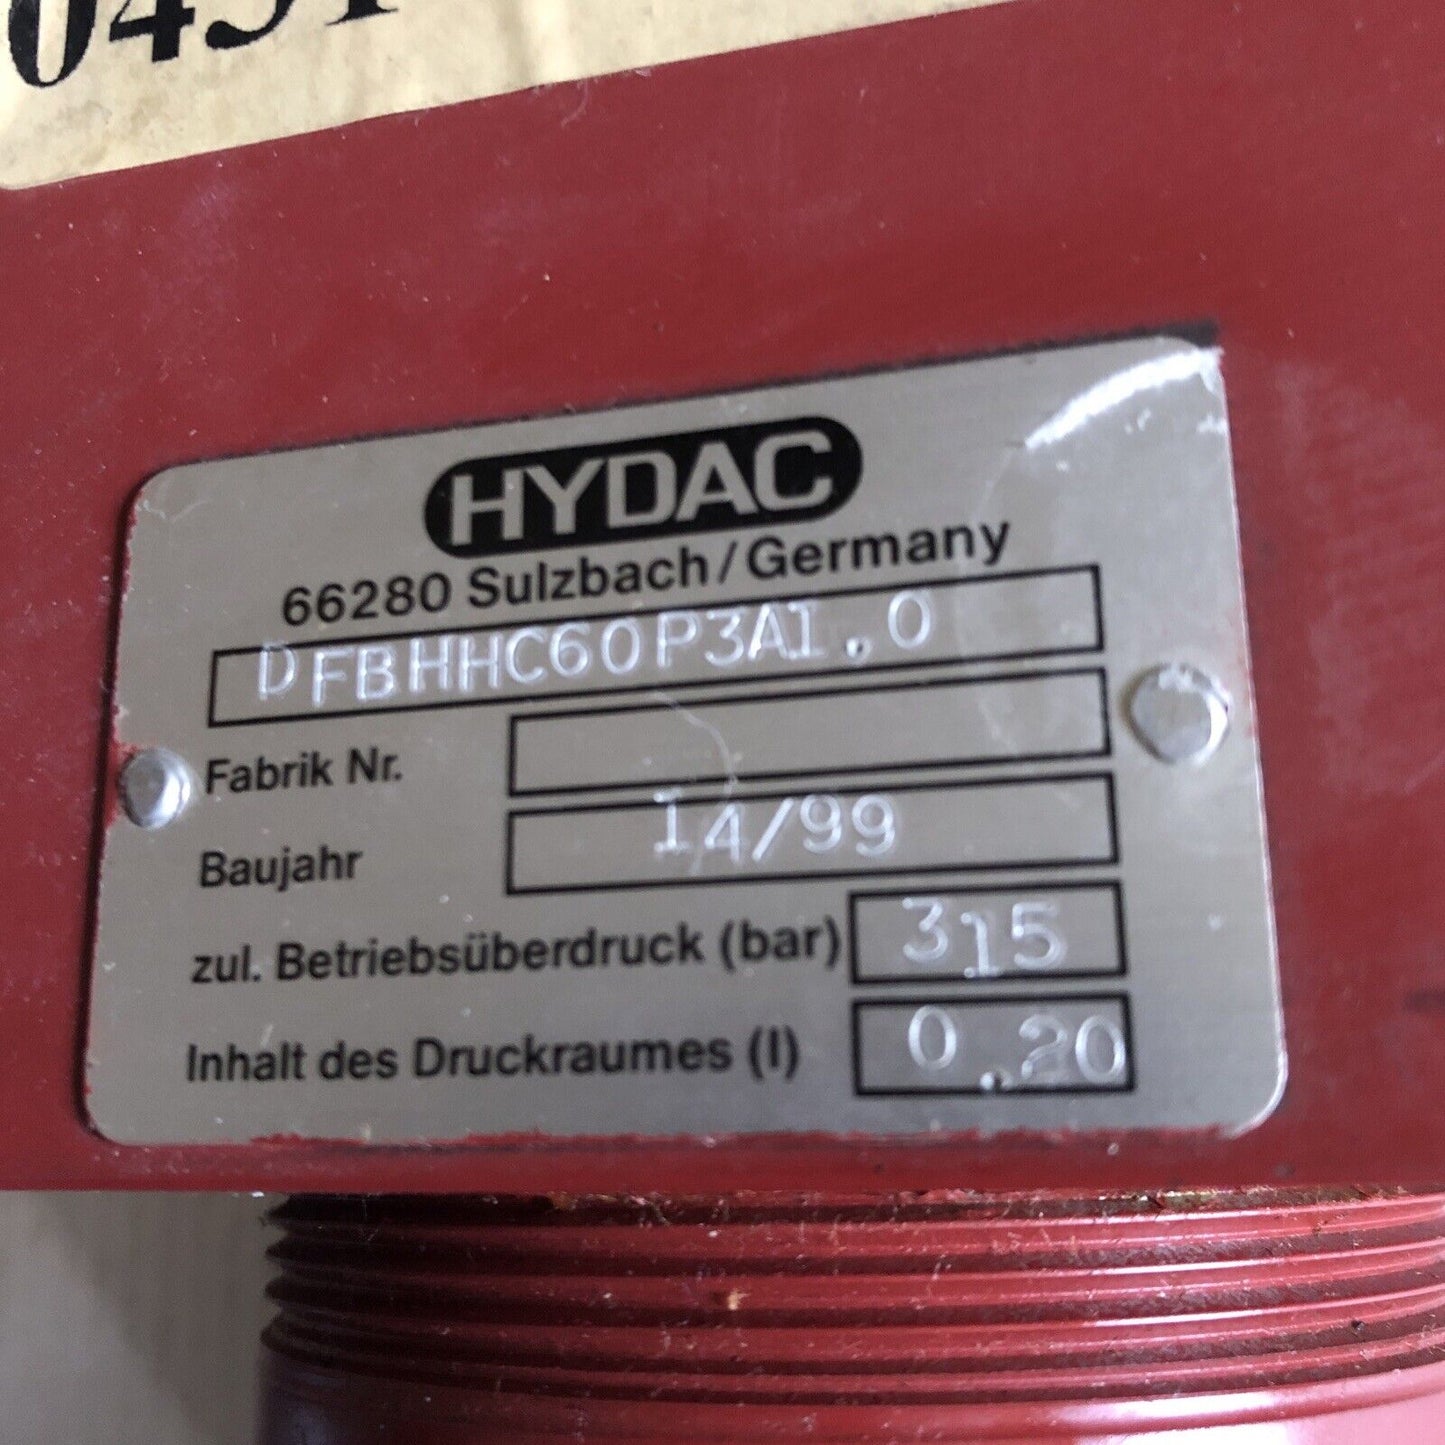 HYDAC
66280 Sulzbach/Germany
DFBHHC60P3A1.0
Fabrik Nr.
Baujahr 14/99
zul. Betriebsüberdruck (bar) 315
Inhalt des Druckraumes (l) 0.20